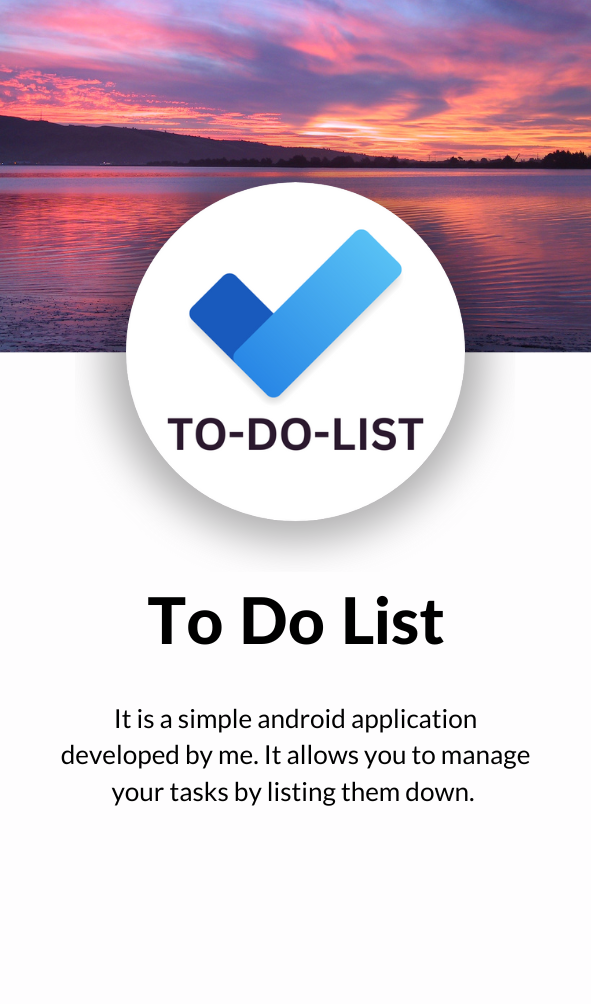 TO-DO-LIST
To Do List
It is a simple android application
developed by me. It allows you to manage
your tasks by listing them down.